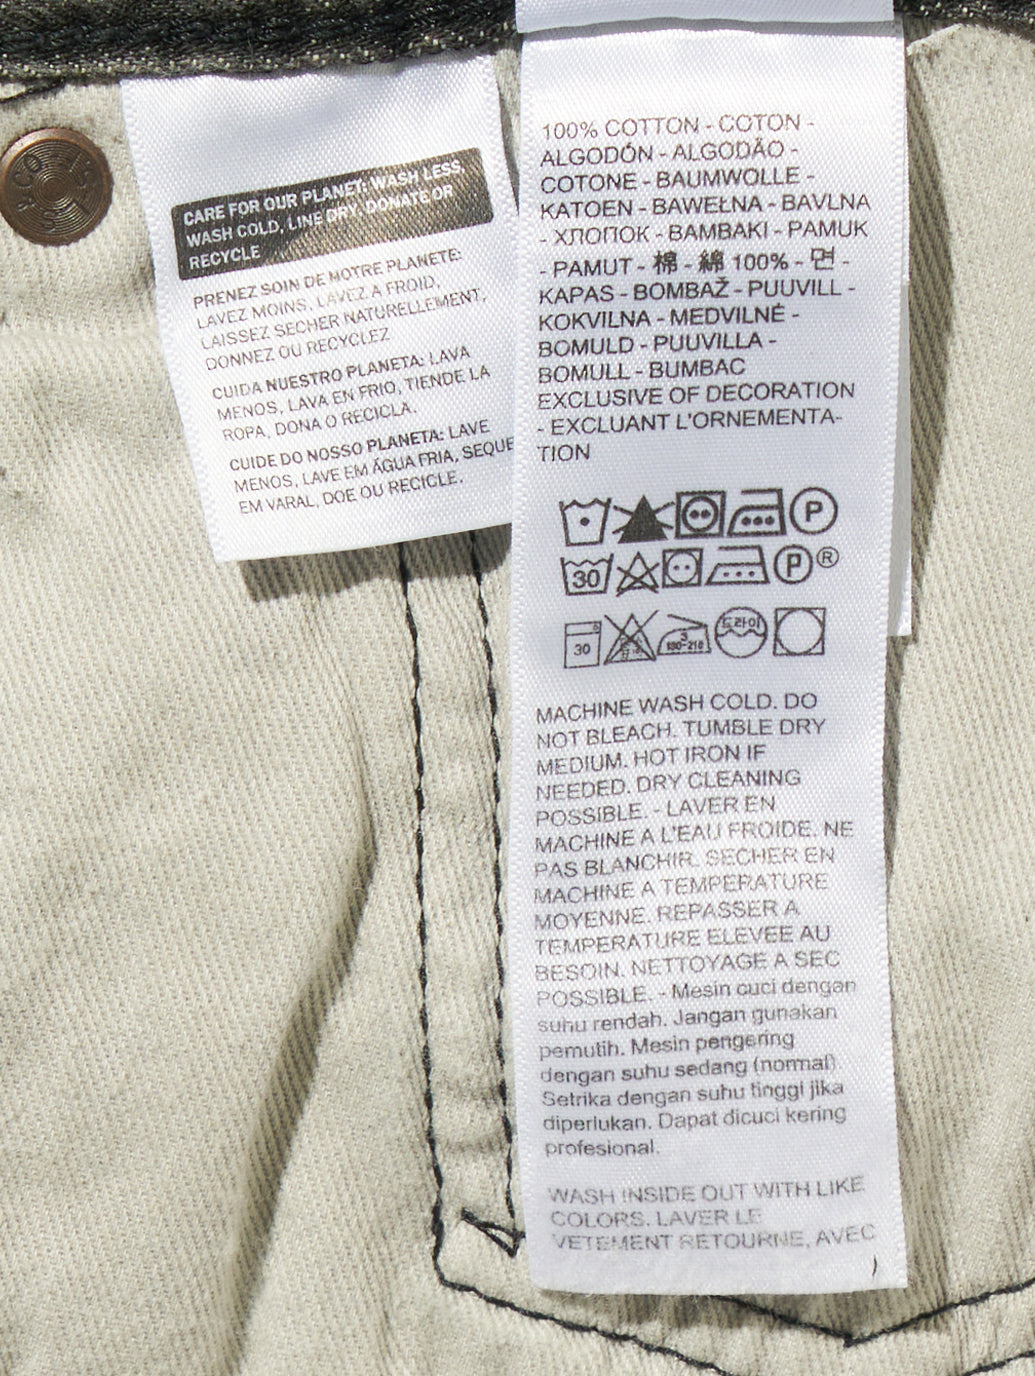 CARE FOR OUR PLANET: WASH LESS,
WASH COLD, LINE DRY, DONATE OR
RECYCLE
PRENEZ SOIN DE NOTRE PLANETE:
LAVEZ MOINS, LAVEZ A FROID,
LAISSEZ SECHER NATURELLEMENT,
DONNEZ OU RECYCLEZ
CUIDA NUESTRO PLANETA: LAVA
MENOS, LAVA EN FRIO, TIENDE LA
ROPA, DONA O RECICLA.
CUIDE DO NOSSO PLANETA: LAVE
MENOS, LAVE EM ÁGUA FRIA, SEQUE
EM VARAL, DOE OU RECICLE.
100% COTTON - COTON -
ALGODÓN - ALGODÃO -
COTONE - BAUMWOLLE -
KATOEN - BAWEŁNA - BAVLNA
- ХЛОПОК - BAMBAKI - PAMUK
- PAMUT - 棉 - 綿 100% - 면 -
KAPAS - BOMBAŽ - PUUVILL -
KOKVILNA - MEDVILNĖ -
BOMULD - PUUVILLA -
BOMULL - BUMBAC
EXCLUSIVE OF DECORATION
- EXCLUANT L'ORNEMENTA-
TION
P
30 P ®
30 3 180-210 드라이
MACHINE WASH COLD. DO
NOT BLEACH. TUMBLE DRY
MEDIUM. HOT IRON IF
NEEDED. DRY CLEANING
POSSIBLE. - LAVER EN
MACHINE A L'EAU FROIDE. NE
PAS BLANCHIR. SECHER EN
MACHINE A TEMPERATURE
MOYENNE. REPASSER A
TEMPERATURE ELEVEE AU
BESOIN. NETTOYAGE A SEC
POSSIBLE. - Mesin cuci dengan
suhu rendah. Jangan gunakan
pemutih. Mesin pengering
dengan suhu sedang (normal).
Setrika dengan suhu tinggi jika
diperlukan. Dapat dicuci kering
profesional.
WASH INSIDE OUT WITH LIKE
COLORS. LAVER LE
VETEMENT RETOURNE, AVEC